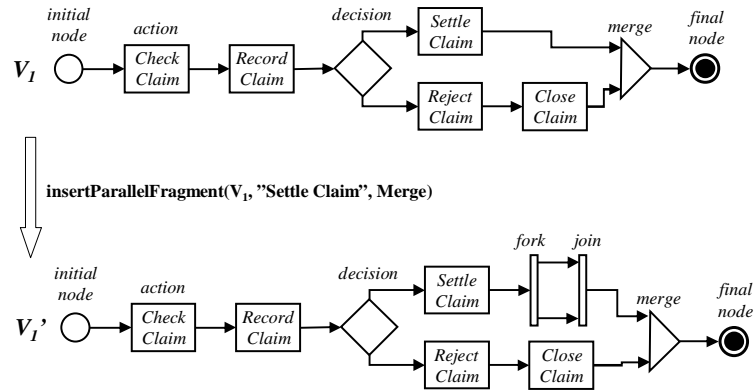 initial
node
action
decision
merge
final
node
V1
Check
Claim
Record
Claim
Settle
Claim
Reject
Claim
Close
Claim
insertParallelFragment(V1, ”Settle Claim”, Merge)
initial
node
action
decision
fork
join
merge
final
node
V1’
Check
Claim
Record
Claim
Settle
Claim
Reject
Claim
Close
Claim